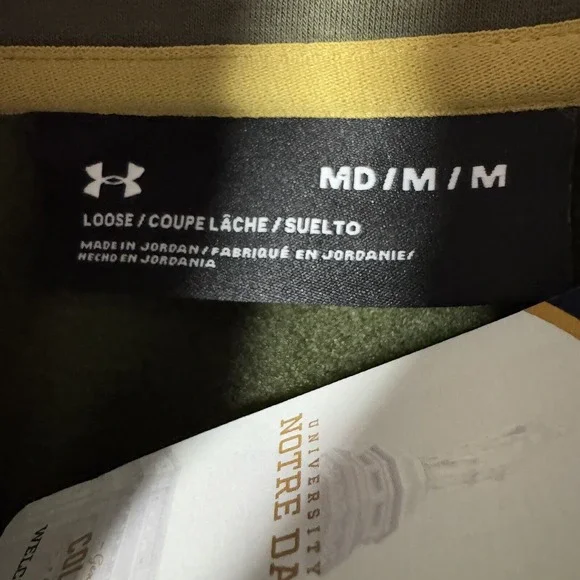 MD / M / M
LOOSE / COUPE LÂCHE / SUELTO
MADE IN JORDAN / FABRIQUÉ EN JORDANIE /
HECHO EN JORDANIA
UNIVERSITY
NOTRE DA